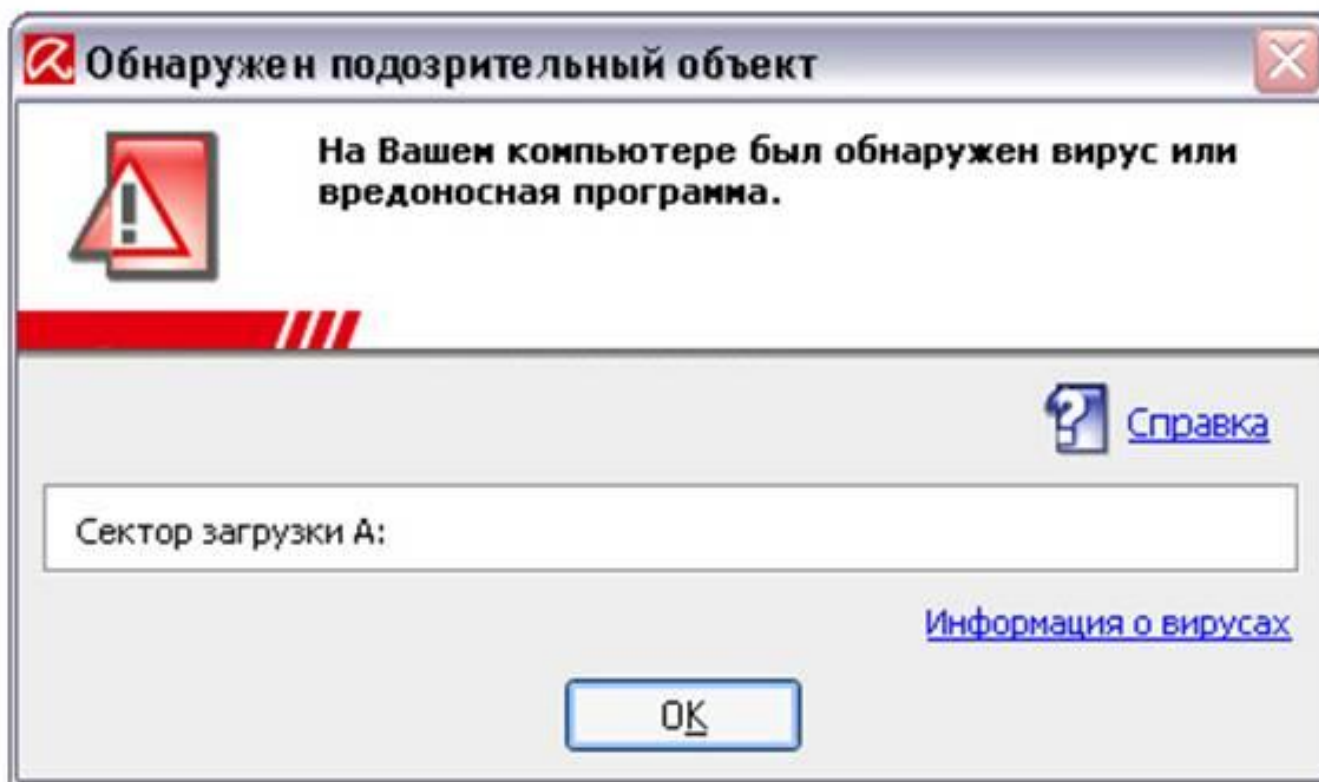 Обнаружен подозрительный объект
На Вашем компьютере был обнаружен вирус или
вредоносная программа.
Справка
Сектор загрузки A:
Информация о вирусах
OK